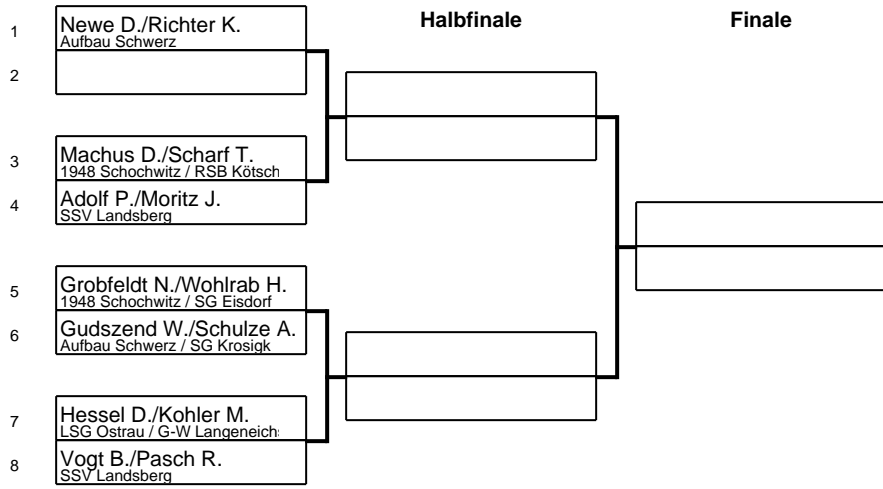 Halbfinale
Finale
1
Newe D./Richter K.
Aufbau Schwerz
2
3
Machus D./Scharf T.
1948 Schochwitz / RSB Kötsch
4
Adolf P./Moritz J.
SSV Landsberg
5
Grobfeldt N./Wohlrab H.
1948 Schochwitz / SG Eisdorf
6
Gudszend W./Schulze A.
Aufbau Schwerz / SG Krosigk
7
Hessel D./Kohler M.
LSG Ostrau / G-W Langeneichs
8
Vogt B./Pasch R.
SSV Landsberg